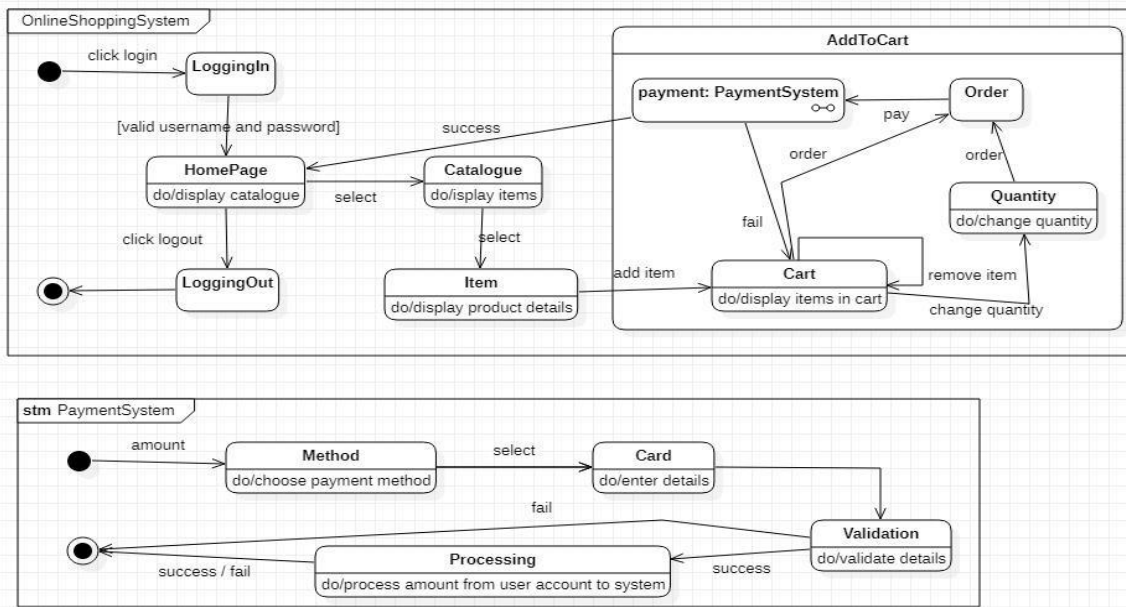 OnlineShoppingSystem
click login
LoggingIn
[valid username and password]
HomePage
do/display catalogue
click logout
LoggingOut
select
Catalogue
do/isplay items
select
Item
do/display product details
add item
success
AddToCart
payment: PaymentSystem
pay
Order
order
order
Quantity
do/change quantity
fail
Cart
do/display items in cart
remove item
change quantity
stm PaymentSystem
amount
Method
do/choose payment method
select
Card
do/enter details
fail
Validation
do/validate details
Processing
do/process amount from user account to system
success
success / fail